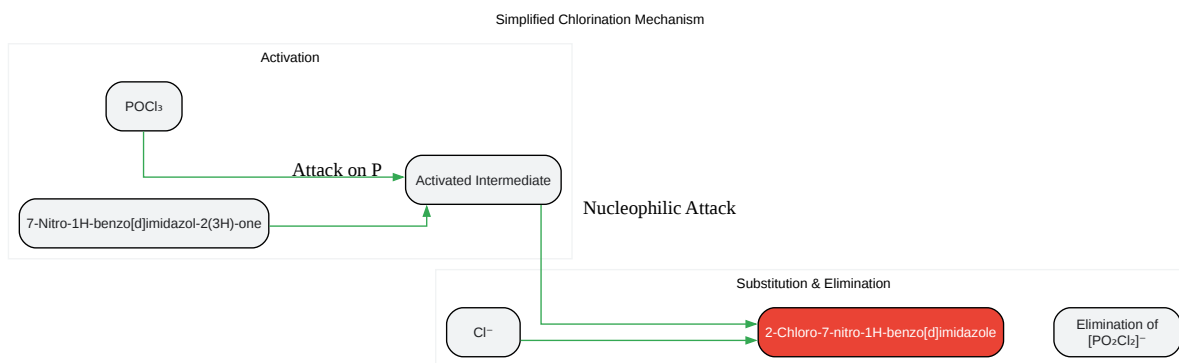 Simplified Chlorination Mechanism
Activation
POCl₃
Attack on P
Activated Intermediate
7-Nitro-1H-benzo[d]imidazol-2(3H)-one
Nucleophilic Attack
Substitution & Elimination
Cl⁻
2-Chloro-7-nitro-1H-benzo[d]imidazole
Elimination of
[PO₂Cl₂]⁻